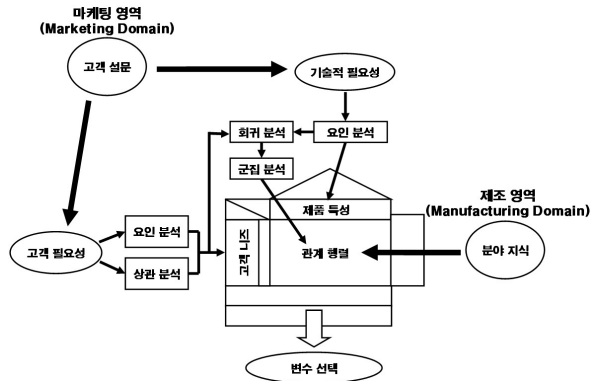 마케팅 영역
(Marketing Domain)
고객 설문
기술적 필요성
회귀 분석
요인 분석
군집 분석
제품 특성
제조 영역
(Manufacturing Domain)
요인 분석
고객 니즈
관계 행렬
분야 지식
고객 필요성
상관 분석
변수 선택